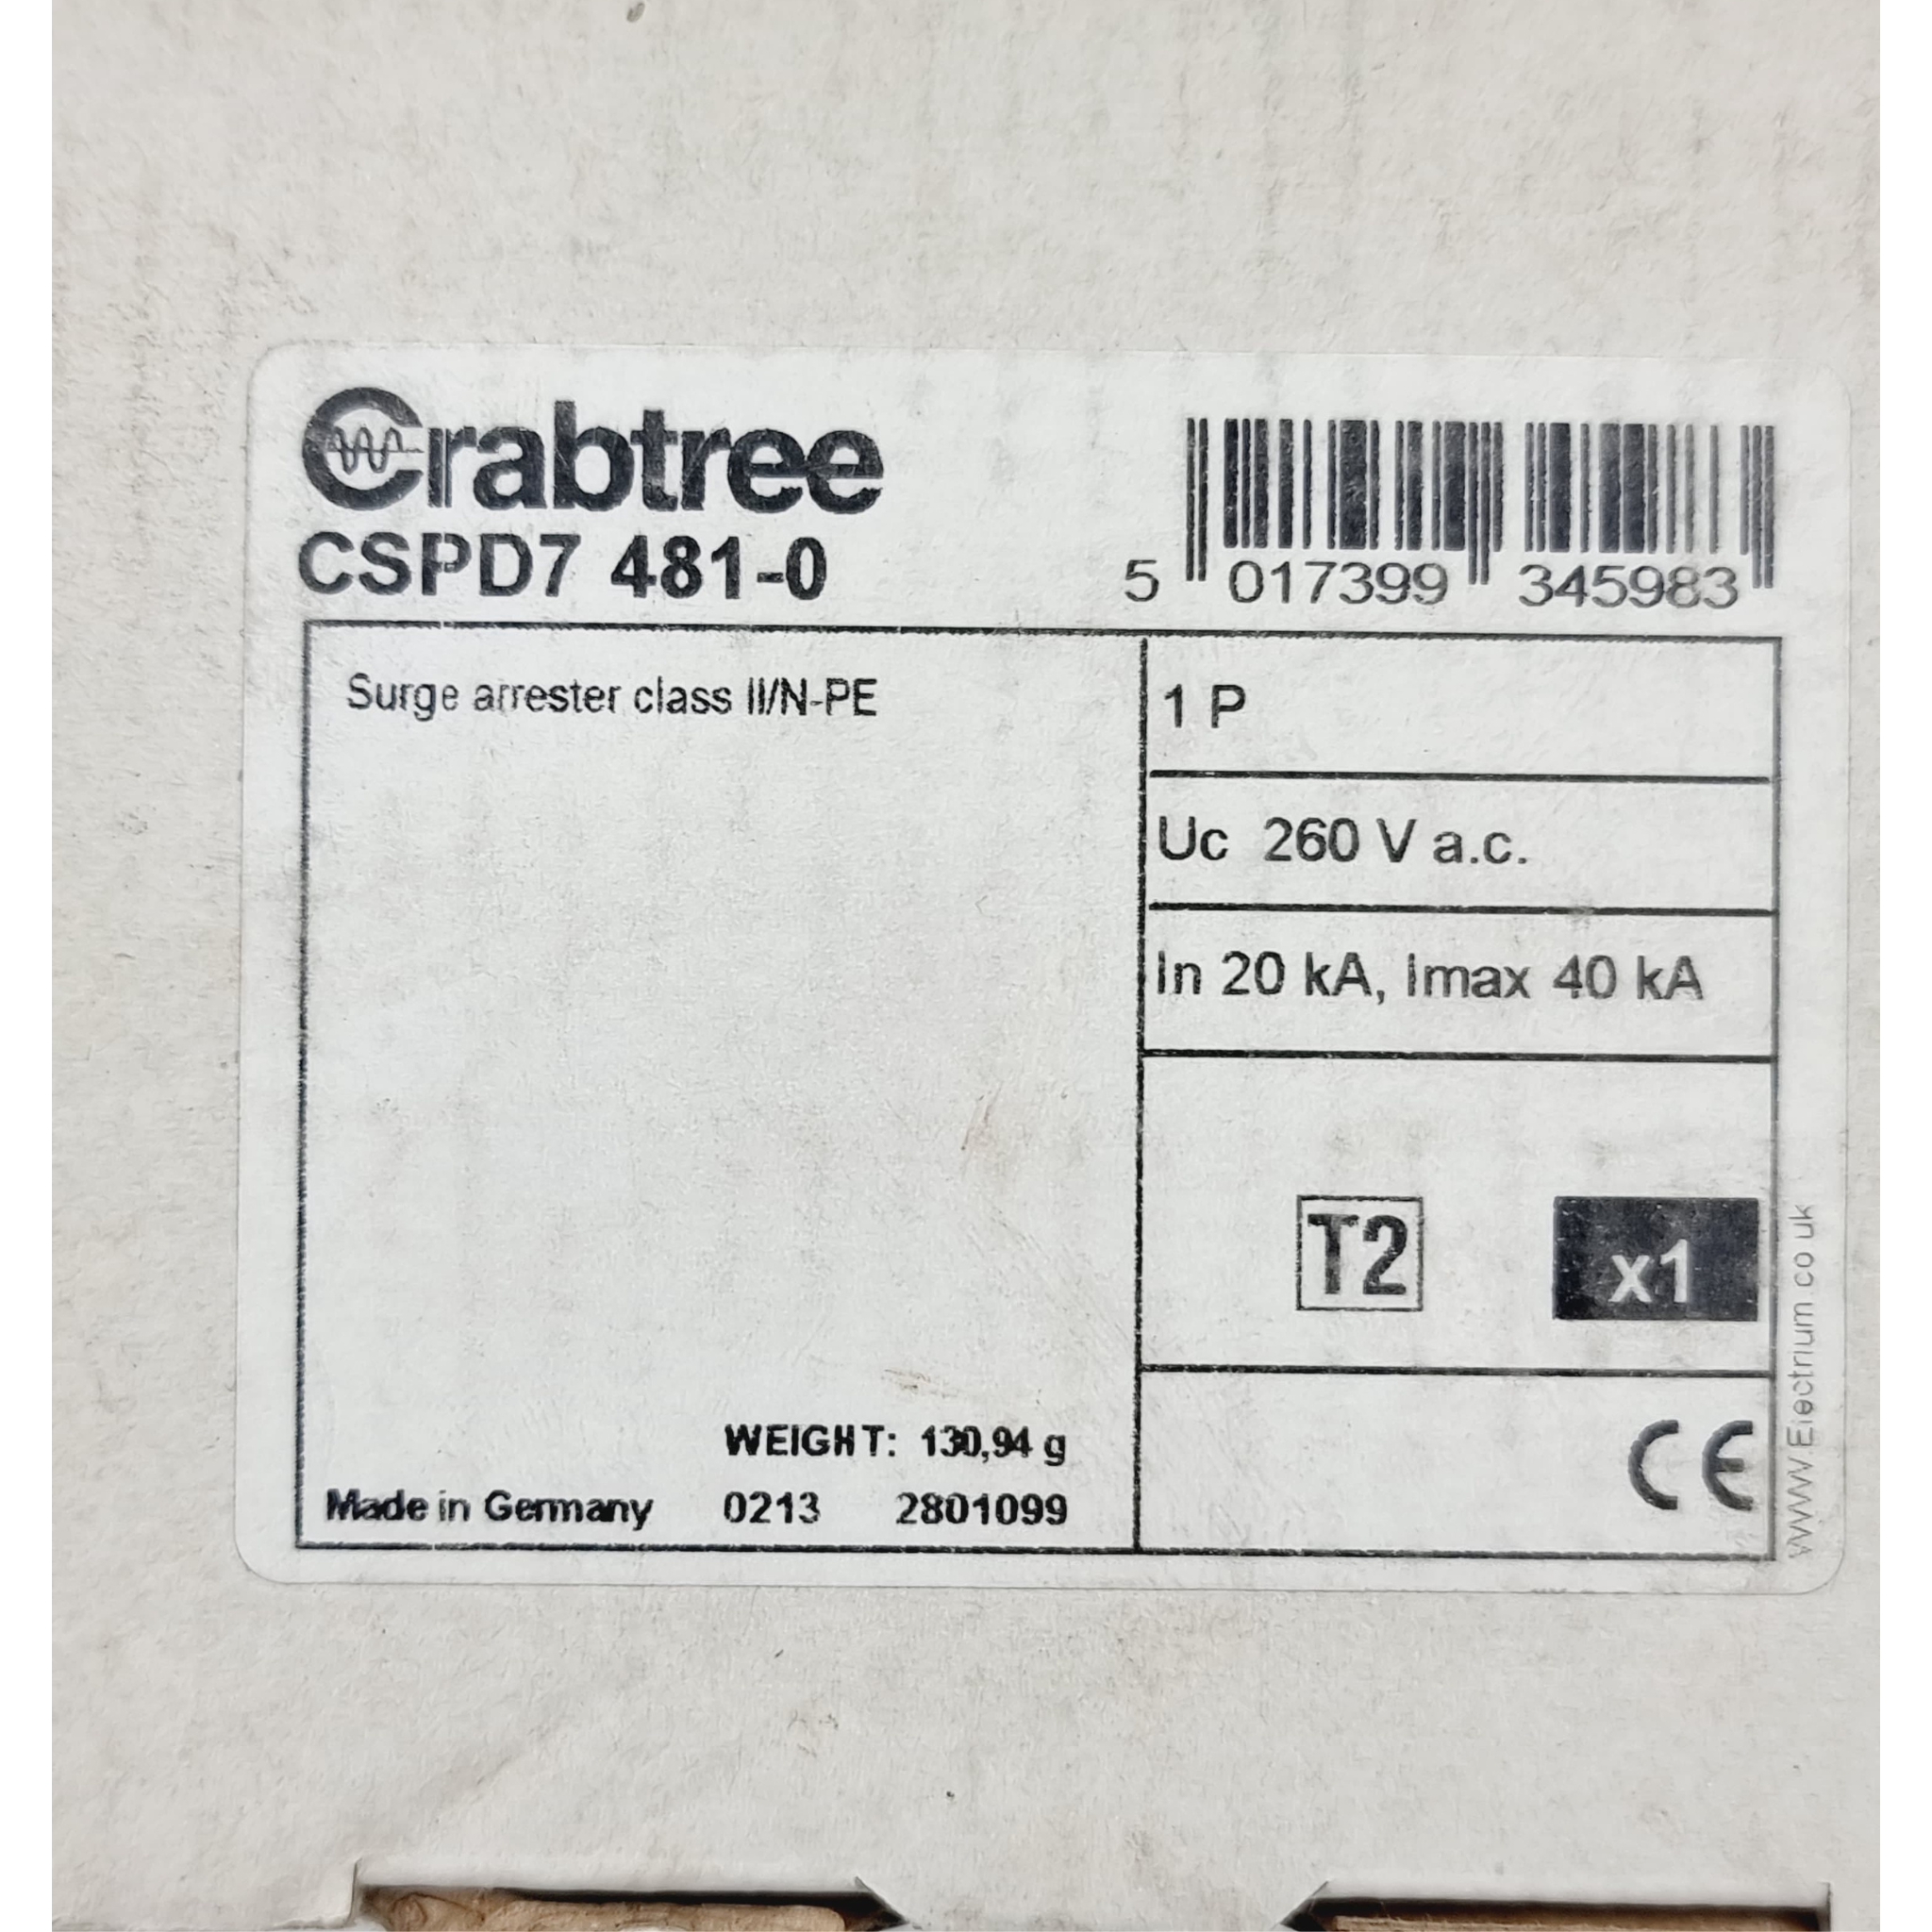 Crabtree
CSPD7 481-0
5 017399 345983
Surge arrester class II/N-PE
1 P
Uc 260 V a.c.
In 20 kA, Imax 40 kA
T2
x1
WEIGHT: 130,94 g
Made in Germany 0213 2801099
CE
www.Electrium.co.uk